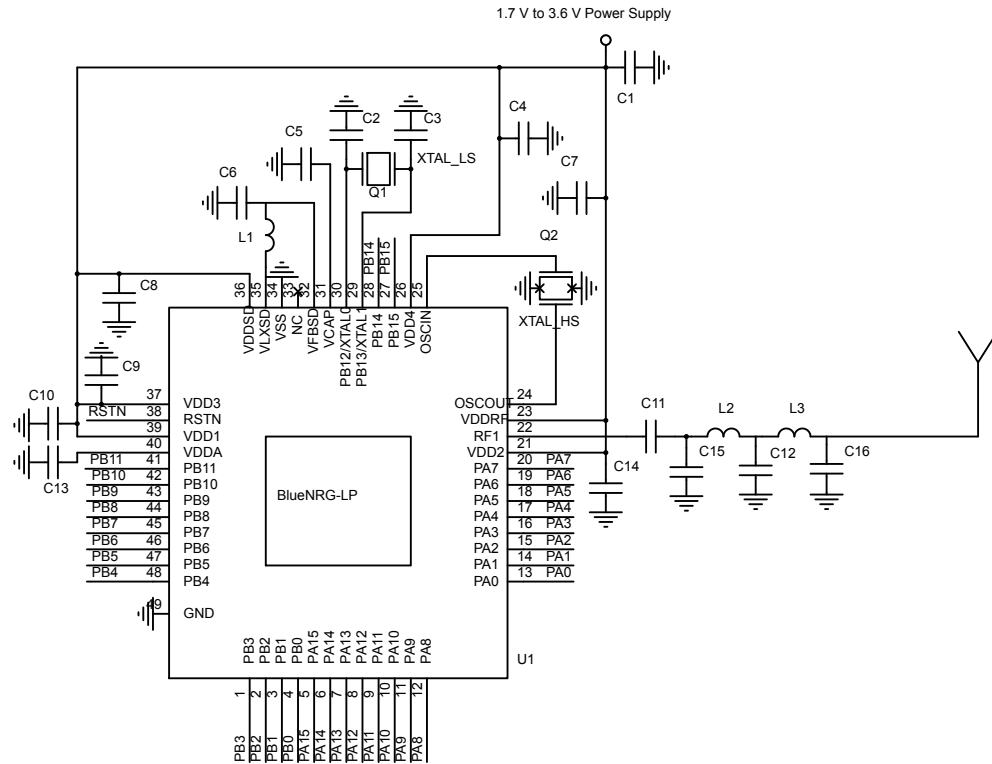 1.7 V to 3.6 V Power Supply
C1
C2
C3
C4
C5
XTAL_LS
C7
C6
Q1
L1
PB14
PB15
Q2
C8
36
35
34
33
32
31
30
29
28
27
26
25
VDDSD
VLXSD
VSS
NC
VFBSD
VCAP
PB12/XTAL0
PB13/XTAL1
PB14
PB15
VDD4
OSCIN
XTAL_HS
C9
C10
37 VDD3
RSTN 38 RSTN
39 VDD1
40 VDDA
C13
PB11 41 PB11
PB10 42 PB10
PB9 43 PB9
PB8 44 PB8
PB7 45 PB7
PB6 46 PB6
PB5 47 PB5
PB4 48 PB4
49 GND
BlueNRG-LP
OSCOUT 24
VDDRF 23
RF1 22
VDD2 21
PA7 20 PA7
PA6 19 PA6
PA5 18 PA5
PA4 17 PA4
PA3 16 PA3
PA2 15 PA2
PA1 14 PA1
PA0 13 PA0
C11
L2
L3
C14
C15
C12
C16
PB3
PB2
PB1
PB0
PA15
PA14
PA13
PA12
PA11
PA10
PA9
PA8
U1
1
2
3
4
5
6
7
8
9
10
11
12
PB3
PB2
PB1
PB0
PA15
PA14
PA13
PA12
PA11
PA10
PA9
PA8